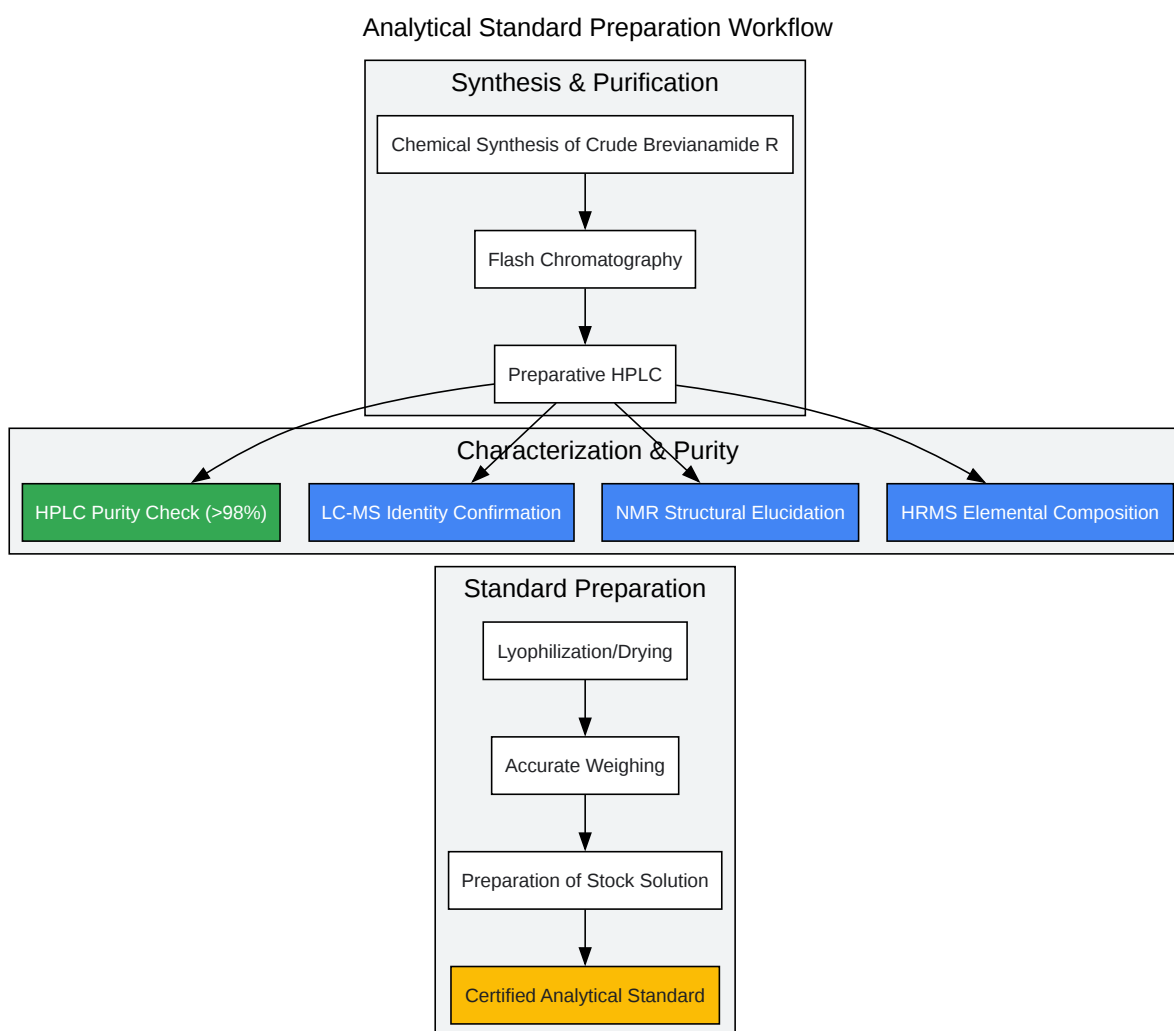 Analytical Standard Preparation Workflow
Synthesis & Purification
Chemical Synthesis of Crude Brevianamide R
Flash Chromatography
Preparative HPLC
Characterization & Purity
HPLC Purity Check (>98%)
LC-MS Identity Confirmation
NMR Structural Elucidation
HRMS Elemental Composition
Standard Preparation
Lyophilization/Drying
Accurate Weighing
Preparation of Stock Solution
Certified Analytical Standard